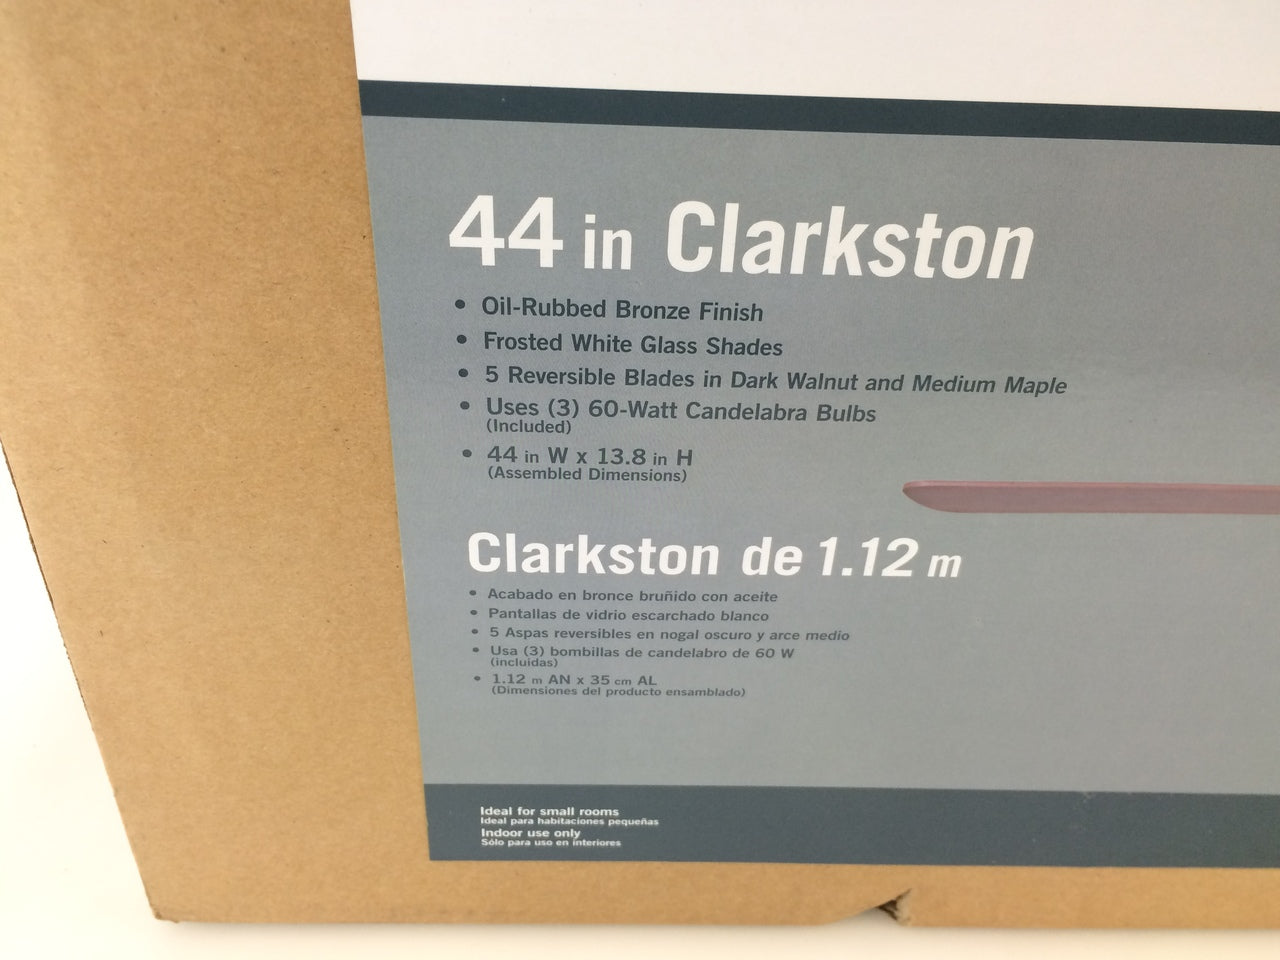 44 in Clarkston
• Oil-Rubbed Bronze Finish
• Frosted White Glass Shades
• 5 Reversible Blades in Dark Walnut and Medium Maple
• Uses (3) 60-Watt Candelabra Bulbs
(Included)
• 44 in W x 13.8 in H
(Assembled Dimensions)
Clarkston de 1.12 m
• Acabado en bronce bruñido con aceite
• Pantallas de vidrio escarchado blanco
• 5 Aspas reversibles en nogal oscuro y arce medio
• Usa (3) bombillas de candelabro de 60 W
(incluidas)
• 1.12 m AN x 35 cm AL
(Dimensiones del producto ensamblado)
Ideal for small rooms
Ideal para habitaciones pequeñas
Indoor use only
Sólo para uso en interiores